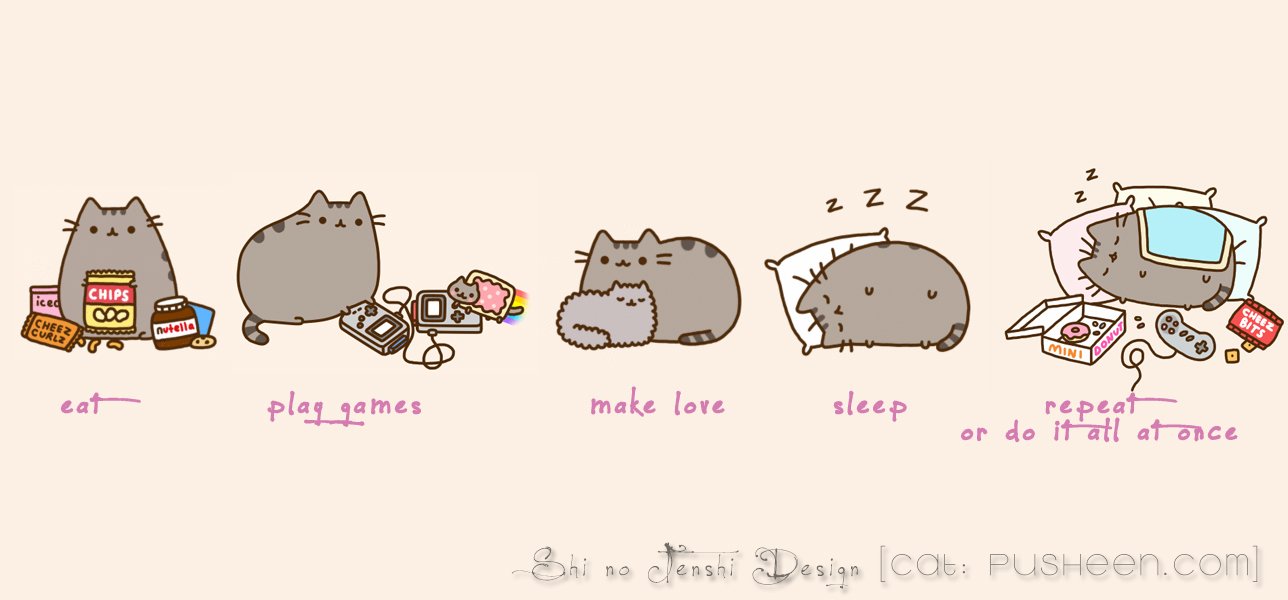 z z z
z z
iced
CHIPS
CHEEZ
CURLZ
nutella
MINI
DONUT
CHEEZ
BITS
eat
play games
make love
sleep
repeat
or do it all at once
Shi no Tenshi Design [cat: pusheen.com]